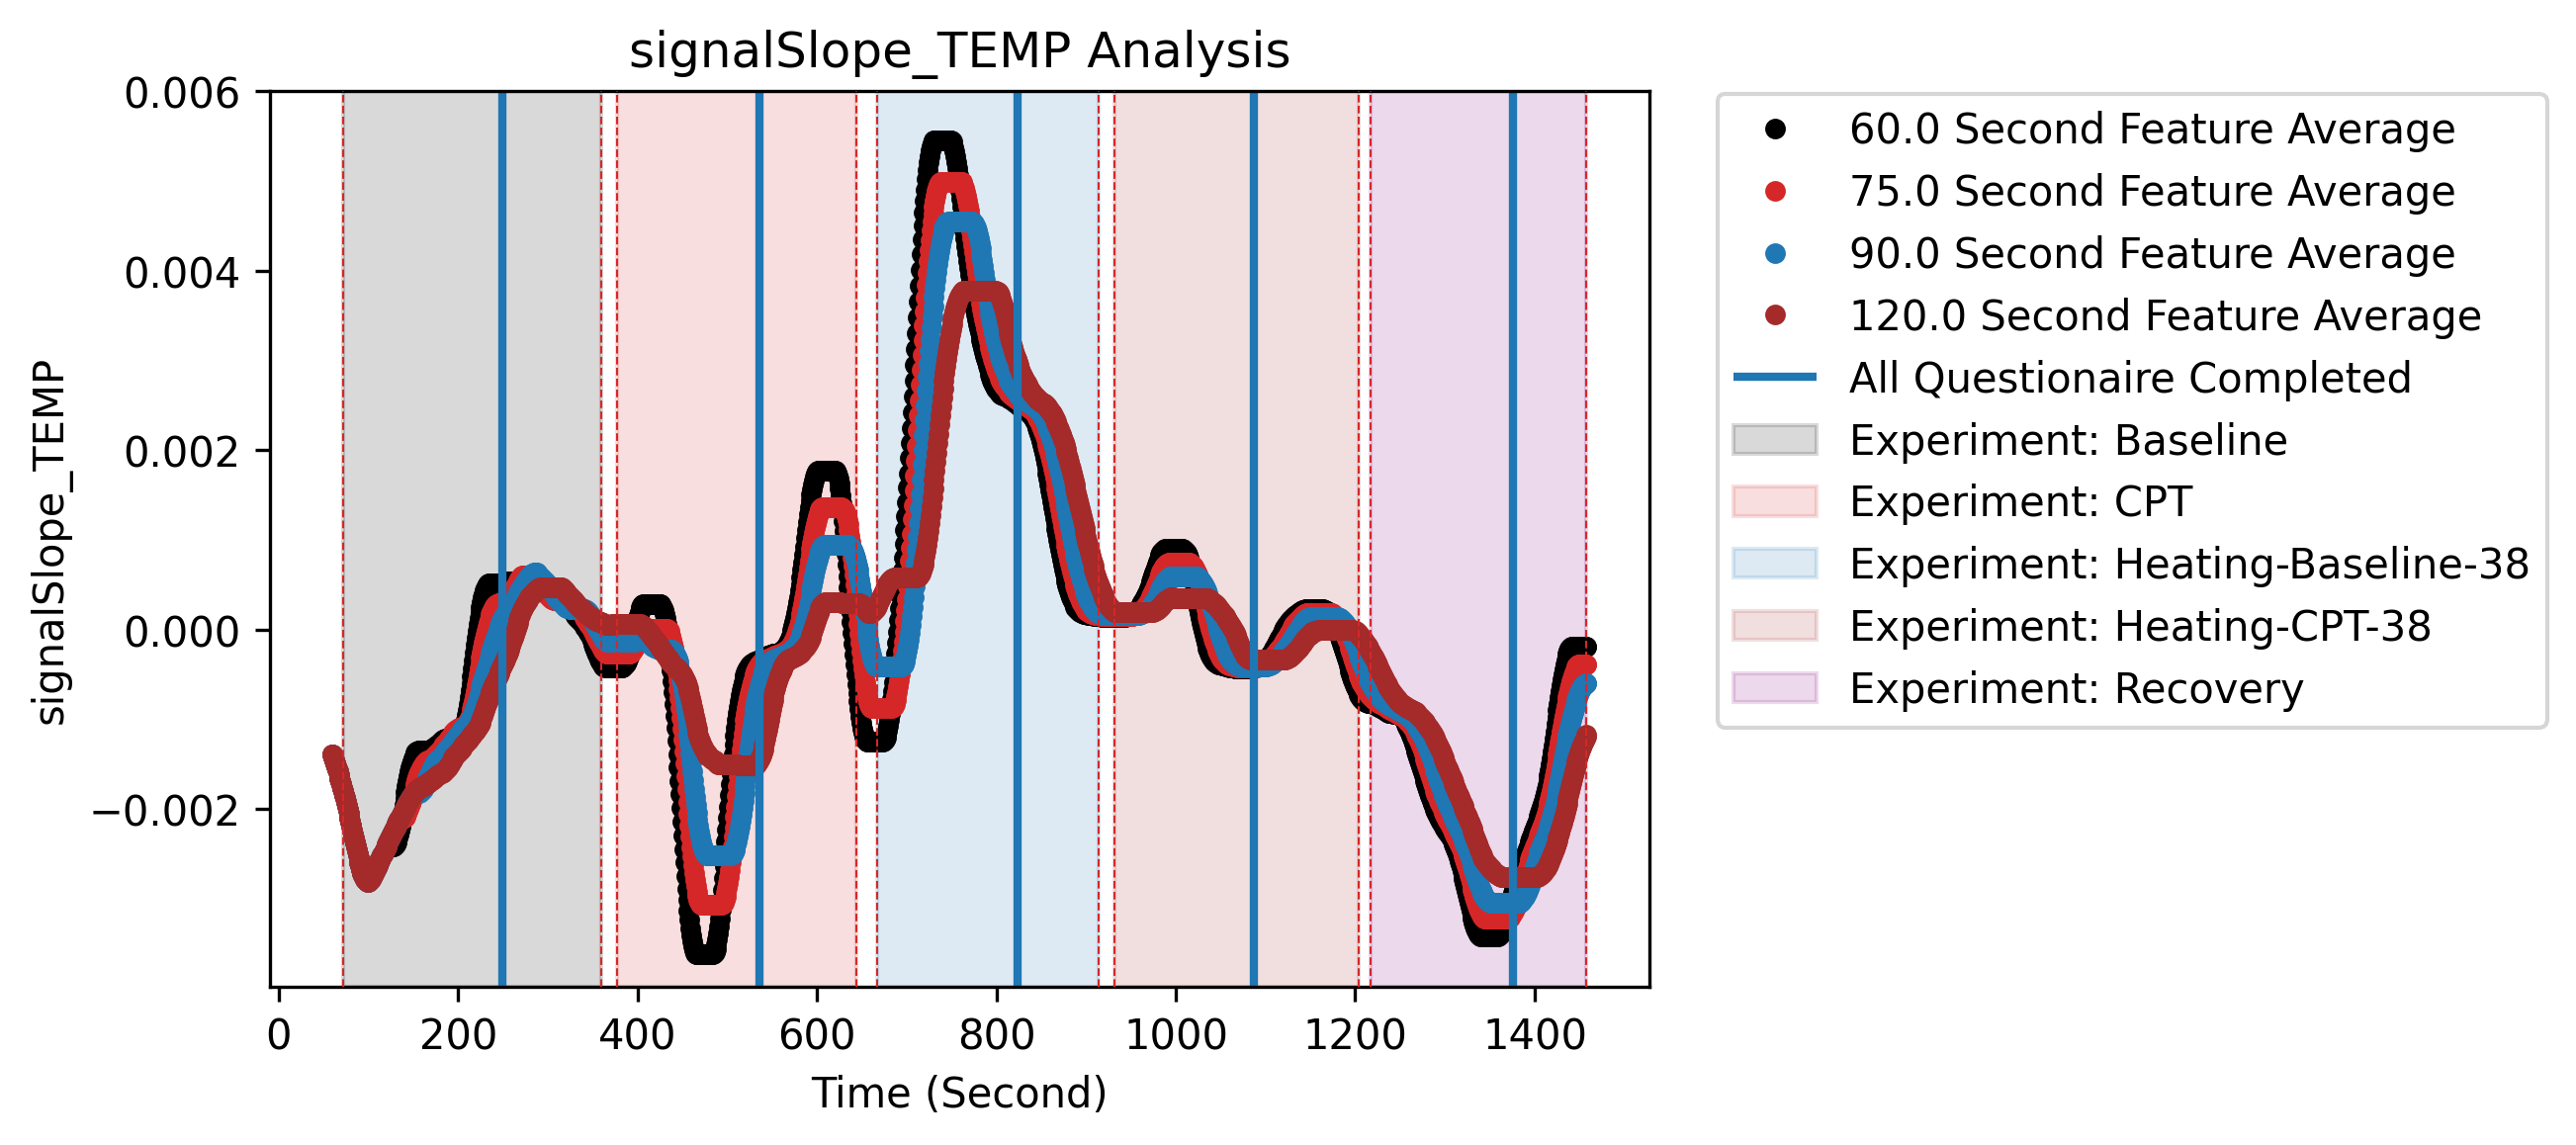 signalSlope_TEMP Analysis
signalSlope_TEMP
0.006
0.004
0.002
0.000
−0.002
0 200 400 600 800 1000 1200 1400
Time (Second)
60.0 Second Feature Average
75.0 Second Feature Average
90.0 Second Feature Average
120.0 Second Feature Average
All Questionaire Completed
Experiment: Baseline
Experiment: CPT
Experiment: Heating-Baseline-38
Experiment: Heating-CPT-38
Experiment: Recovery